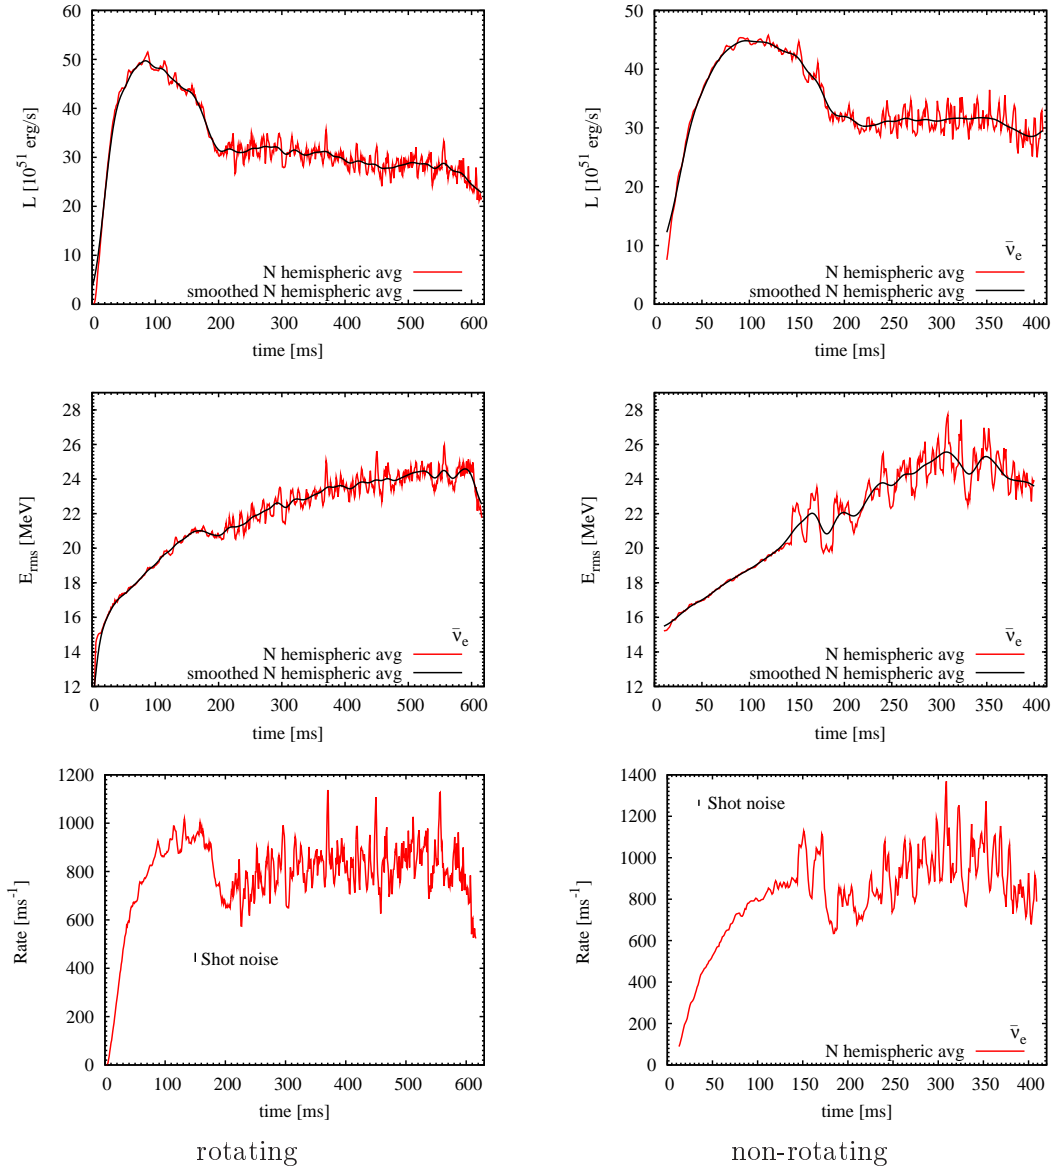 60
50
40
30
20
10
0
L [10^51 erg/s]
N hemispheric avg
smoothed N hemispheric avg
0 100 200 300 400 500 600
time [ms]
50
40
30
20
10
0
L [10^51 erg/s]
ν̄_e
N hemispheric avg
smoothed N hemispheric avg
0 50 100 150 200 250 300 350 400
time [ms]
28
26
24
22
20
18
16
14
12
E_rms [MeV]
ν̄_e
N hemispheric avg
smoothed N hemispheric avg
0 100 200 300 400 500 600
time [ms]
28
26
24
22
20
18
16
14
12
E_rms [MeV]
ν̄_e
N hemispheric avg
smoothed N hemispheric avg
0 50 100 150 200 250 300 350 400
time [ms]
1200
1000
800
600
400
200
0
Rate [ms^-1]
Shot noise
0 100 200 300 400 500 600
time [ms]
1400
1200
1000
800
600
400
200
0
Rate [ms^-1]
Shot noise
ν̄_e
N hemispheric avg
0 50 100 150 200 250 300 350 400
time [ms]
rotating
non-rotating